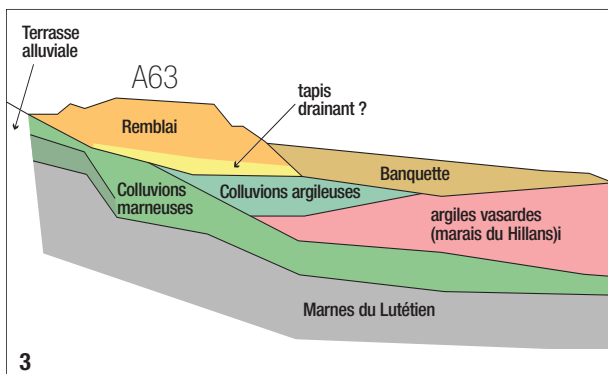 Terrasse
alluviale
A63
tapis
drainant ?
Remblai
Banquette
Colluvions
marneuses
Colluvions argileuses
argiles vasardes
(marais du Hillans)i
Marnes du Lutétien
3